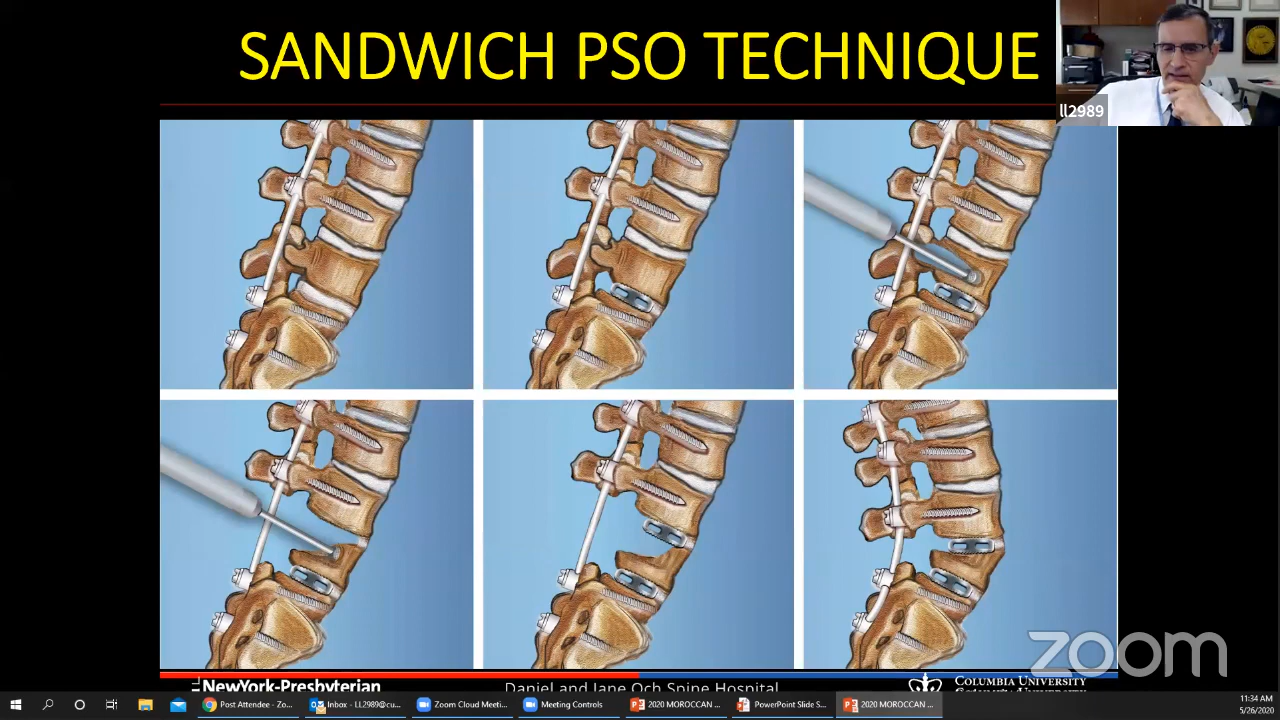 SANDWICH PSO TECHNIQUE
ll2989
zoom
NewYork-Presbyterian
Daniel and Jane Och Spine Hospital
COLUMBIA UNIVERSITY
Post Attendee - Zo...
Inbox - LL2989@cu...
Zoom Cloud Meeti...
Meeting Controls
2020 MOROCCAN ...
PowerPoint Slide S...
2020 MOROCCAN ...
11:34 AM
5/26/2020